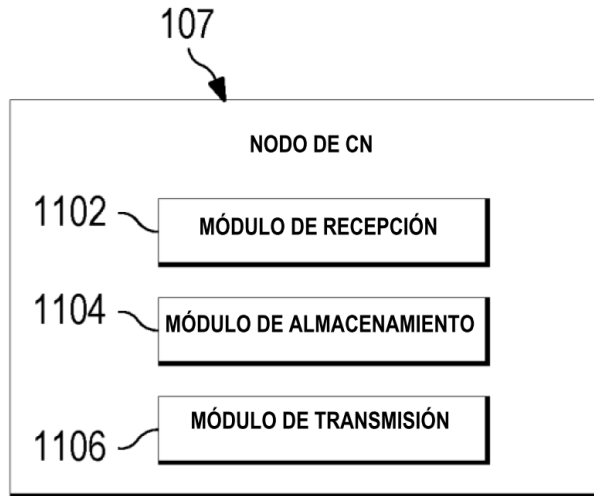 107
NODO DE CN
1102
MÓDULO DE RECEPCIÓN
1104
MÓDULO DE ALMACENAMIENTO
MÓDULO DE TRANSMISIÓN
1106